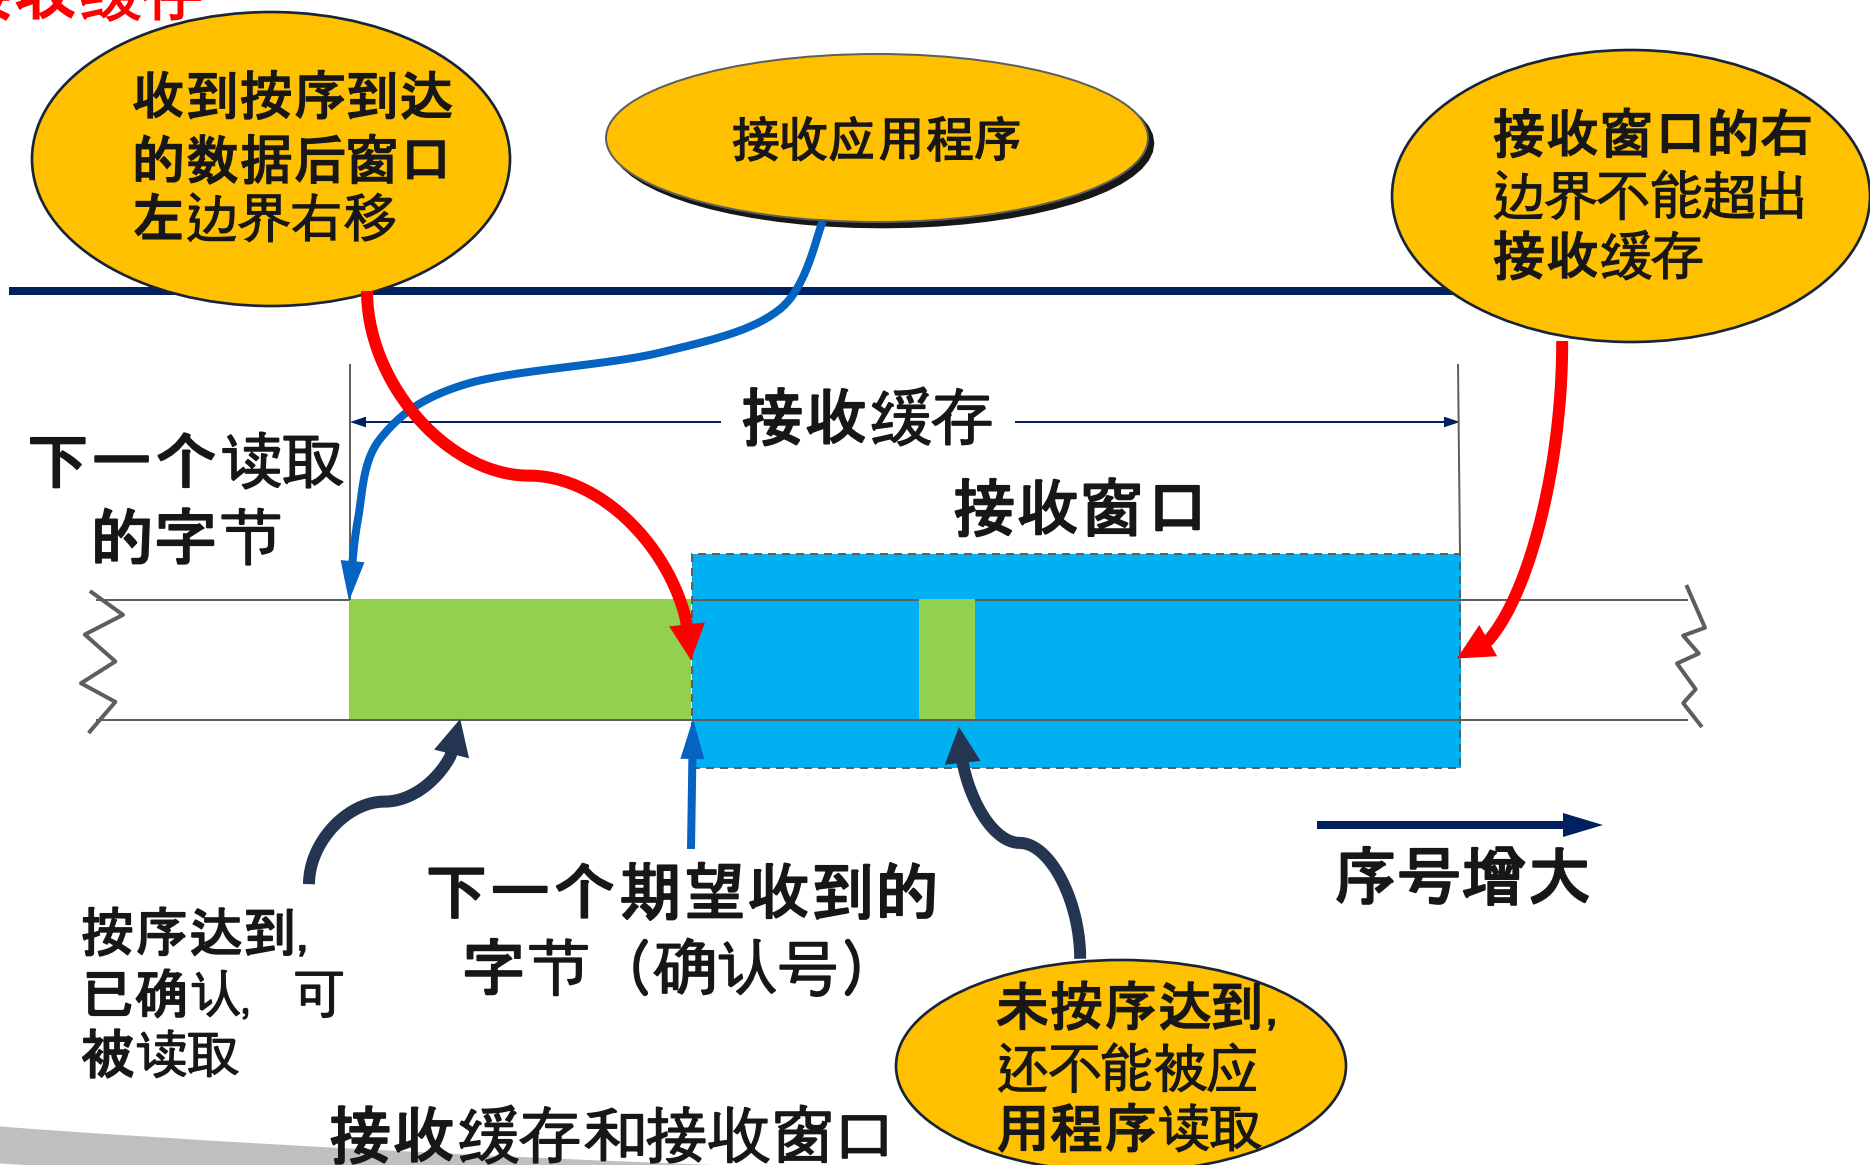 接收缓存
收到按序到达
的数据后窗口
左边界右移
接收应用程序
接收窗口的右
边界不能超出
接收缓存
接收缓存
下一个读取
的字节
接收窗口
序号增大
下一个期望收到的
字节（确认号）
按序达到,
已确认, 可
被读取
未按序达到,
还不能被应
用程序读取
接收缓存和接收窗口